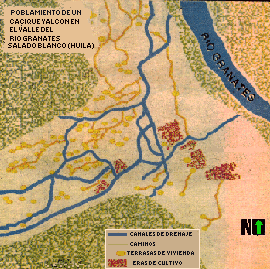 POBLAMIENTO DE UN
CACIQUE YALCON EN
EL VALLE DEL
RIO GRANATES
SALADO BLANCO (HUILA)
RIO GRANATES
N
CANALES DE DRENAJE
CAMINOS
TERRASAS DE VIVIENDA
ERAS DE CULTIVO